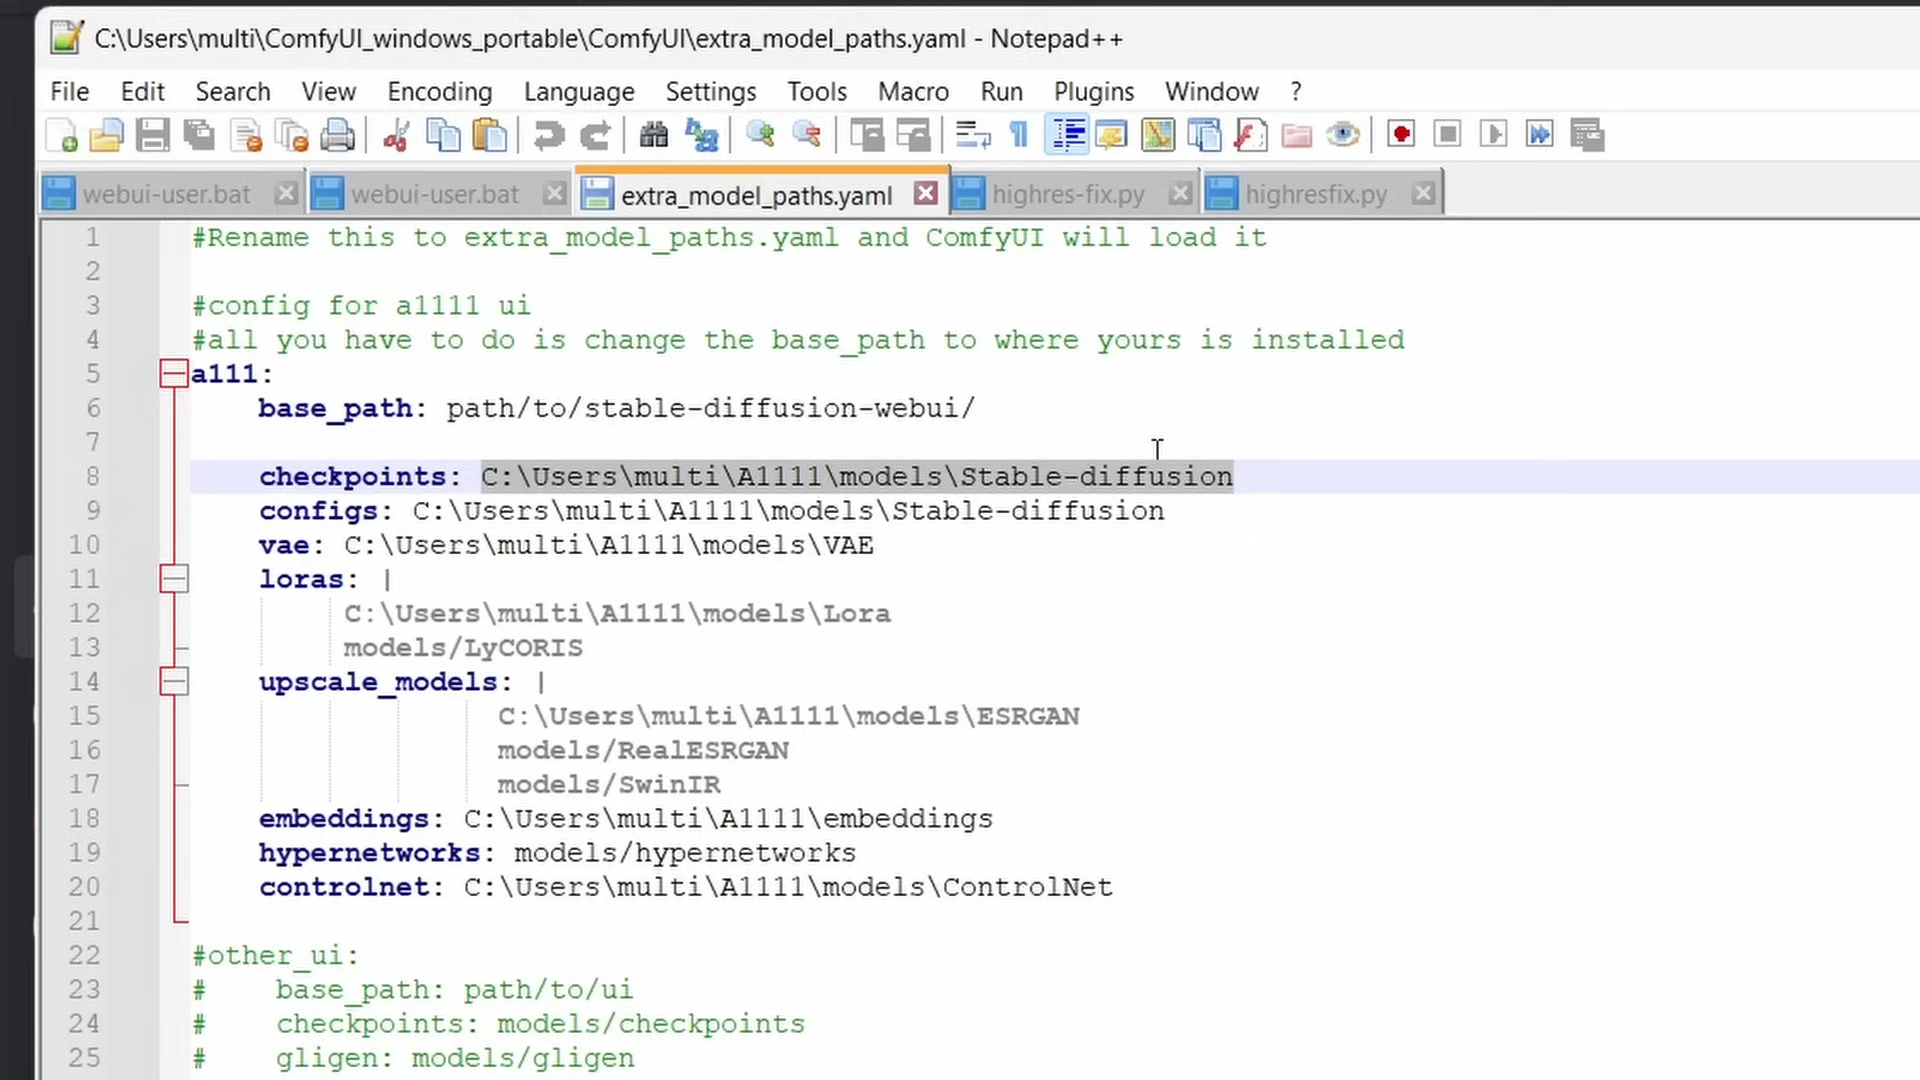 C:\Users\multi\ComfyUI_windows_portable\ComfyUI\extra_model_paths.yaml - Notepad++
File Edit Search View Encoding Language Settings Tools Macro Run Plugins Window ?
webui-user.bat webui-user.bat extra_model_paths.yaml highres-fix.py highresfix.py
1 #Rename this to extra_model_paths.yaml and ComfyUI will load it
2
3 #config for a1111 ui
4 #all you have to do is change the base_path to where yours is installed
5 a111:
6 base_path: path/to/stable-diffusion-webui/
7
8 checkpoints: C:\Users\multi\A1111\models\Stable-diffusion
9 configs: C:\Users\multi\A1111\models\Stable-diffusion
10 vae: C:\Users\multi\A1111\models\VAE
11 loras: |
12 C:\Users\multi\A1111\models\Lora
13 models/LyCORIS
14 upscale_models: |
15 C:\Users\multi\A1111\models\ESRGAN
16 models/RealESRGAN
17 models/SwinIR
18 embeddings: C:\Users\multi\A1111\embeddings
19 hypernetworks: models/hypernetworks
20 controlnet: C:\Users\multi\A1111\models\ControlNet
21
22 #other_ui:
23 # base_path: path/to/ui
24 # checkpoints: models/checkpoints
25 # gligen: models/gligen